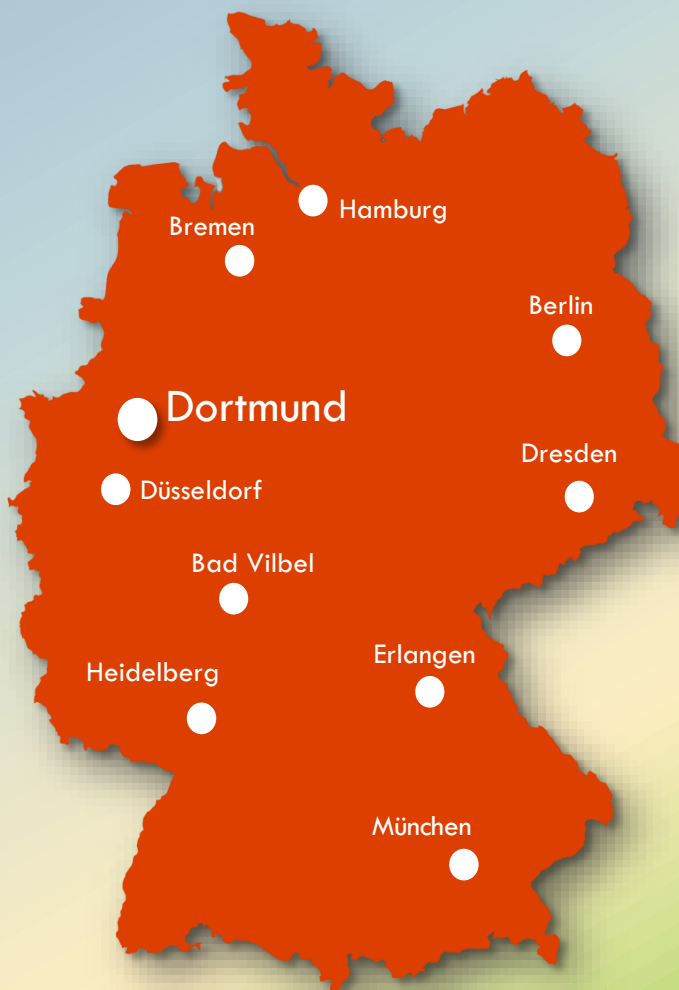 Hamburg
Bremen
Berlin
Dortmund
Dresden
Düsseldorf
Bad Vilbel
Erlangen
Heidelberg
München